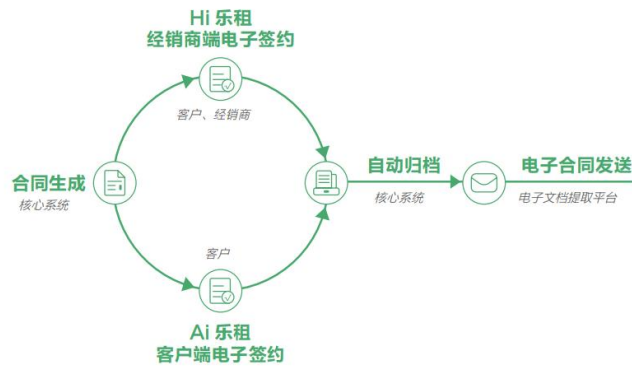 Hi 乐租
经销商端电子签约
客户、经销商
合同生成
核心系统
自动归档
核心系统
电子合同发送
电子文档提取平台
客户
Ai 乐租
客户端电子签约